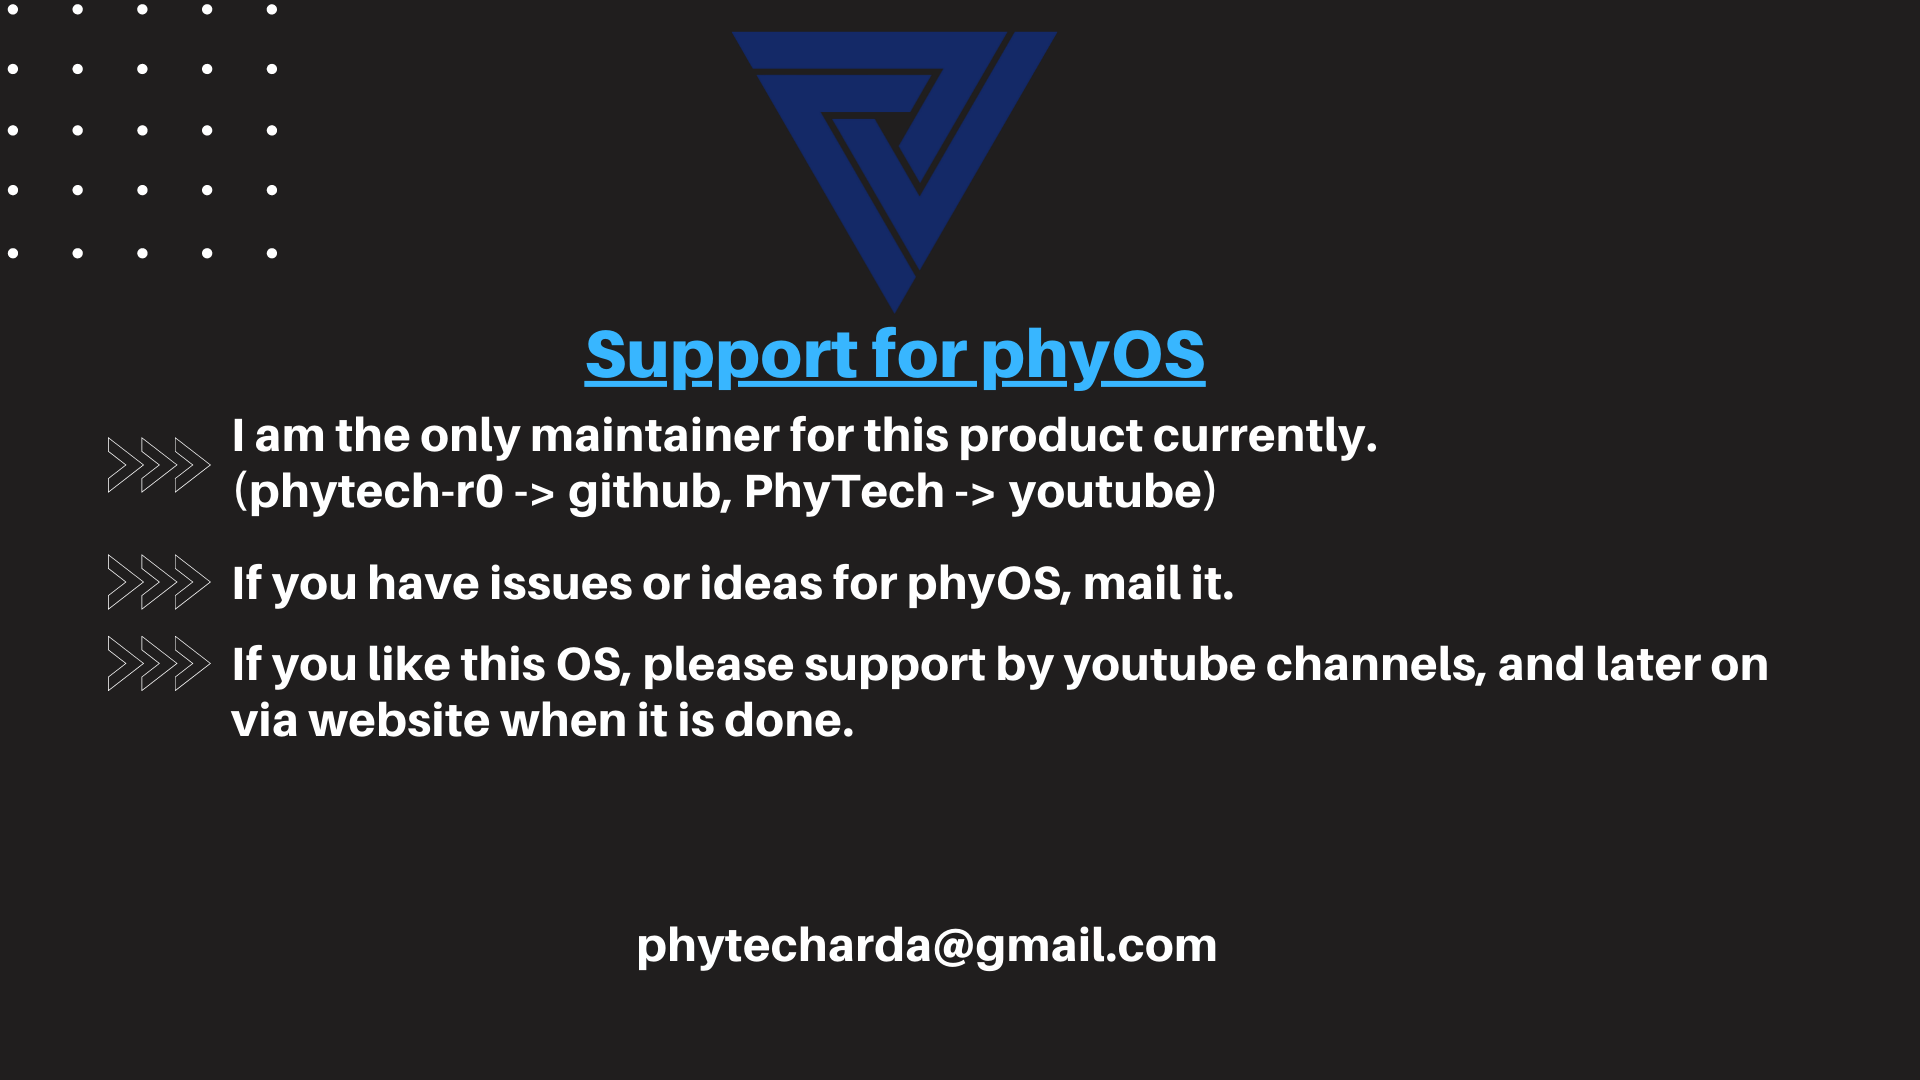 Support for phyOS
I am the only maintainer for this product currently.
(phytech-r0 -> github, PhyTech -> youtube)
If you have issues or ideas for phyOS, mail it.
If you like this OS, please support by youtube channels, and later on
via website when it is done.
phytecharda@gmail.com